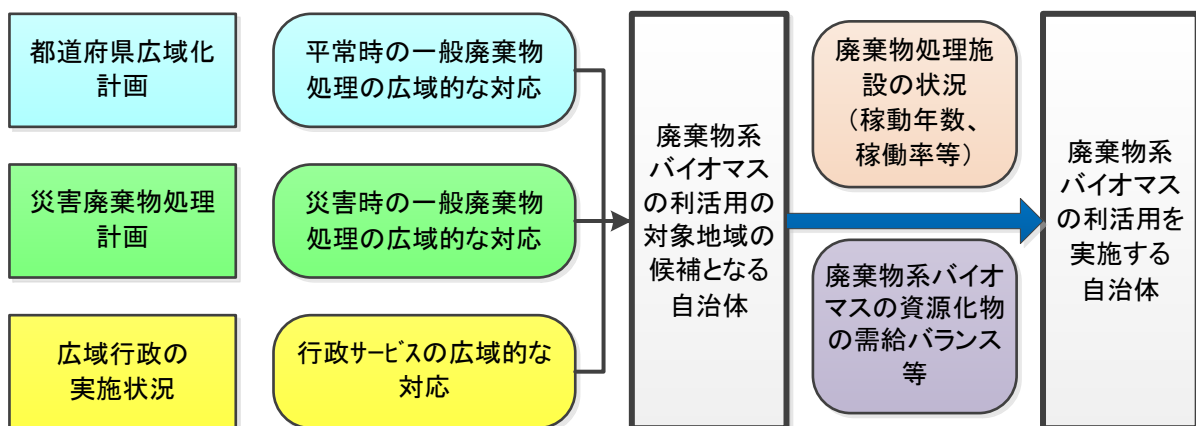 都道府県広域化
計画
平常時の一般廃棄物
処理の広域的な対応
災害廃棄物処理
計画
災害時の一般廃棄物
処理の広域的な対応
広域行政の
実施状況
行政ｻｰﾋﾞｽの広域的な
対応
廃棄物系
バイオマス
の利活用の
対象地域の
候補となる
自治体
廃棄物処理施
設の状況
（稼動年数、
稼働率等）
廃棄物系バイオ
マスの資源化物
の需給バランス
等
廃棄物系
バイオマス
の利活用を
実施する
自治体